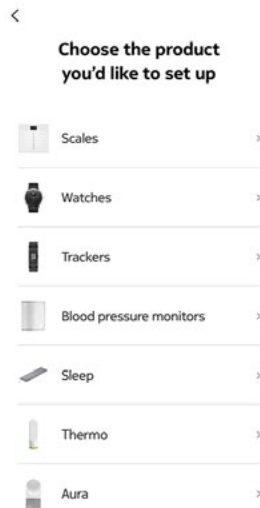 Choose the product
you'd like to set up
Scales
Watches
Trackers
Blood pressure monitors
Sleep
Thermo
Aura